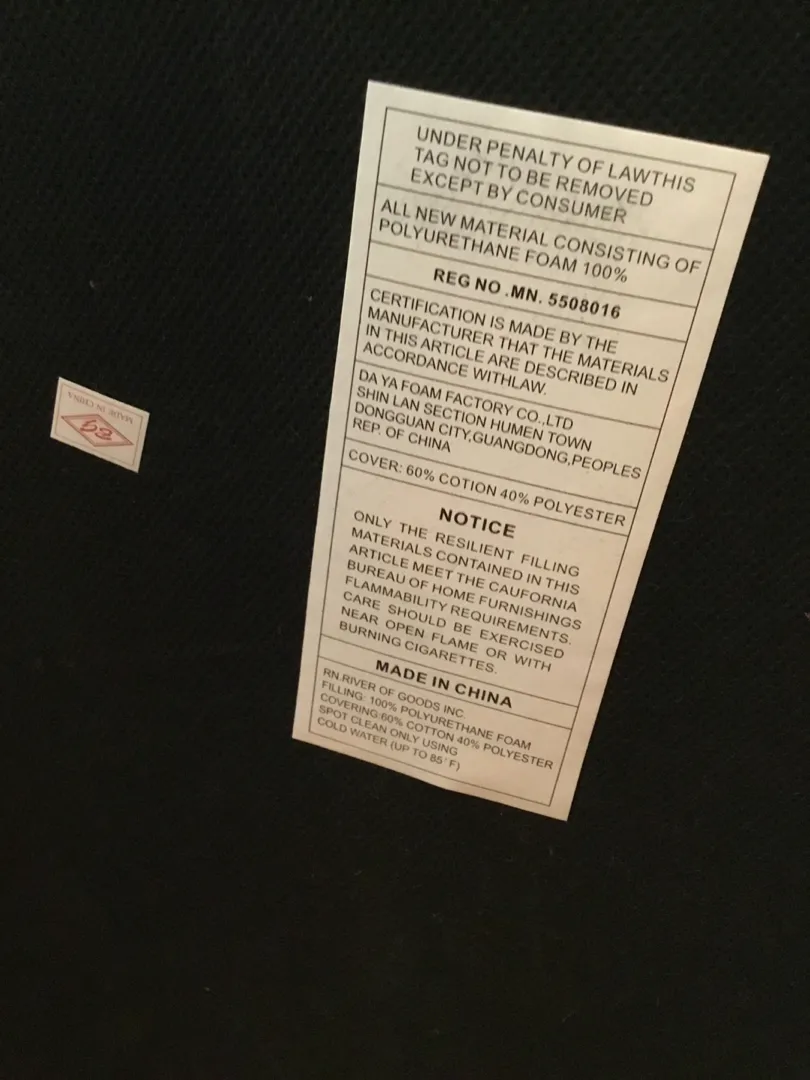 UNDER PENALTY OF LAWTHIS
TAG NOT TO BE REMOVED
EXCEPT BY CONSUMER
ALL NEW MATERIAL CONSISTING OF
POLYURETHANE FOAM 100%
REG NO .MN. 5508016
CERTIFICATION IS MADE BY THE
MANUFACTURER THAT THE MATERIALS
IN THIS ARTICLE ARE DESCRIBED IN
ACCORDANCE WITHLAW.
DA YA FOAM FACTORY CO.,LTD
SHIN LAN SECTION HUMEN TOWN
DONGGUAN CITY,GUANGDONG,PEOPLES
REP. OF CHINA
COVER: 60% COTION 40% POLYESTER
NOTICE
ONLY THE RESILIENT FILLING
MATERIALS CONTAINED IN THIS
ARTICLE MEET THE CAUFORNIA
BUREAU OF HOME FURNISHINGS
FLAMMABILITY REQUIREMENTS.
CARE SHOULD BE EXERCISED
NEAR OPEN FLAME OR WITH
BURNING CIGARETTES.
MADE IN CHINA
RN.RIVER OF GOODS INC.
FILLING: 100% POLYURETHANE FOAM
COVERING:60% COTTON 40% POLYESTER
SPOT CLEAN ONLY USING
COLD WATER (UP TO 85°F)
MADE IN CHINA